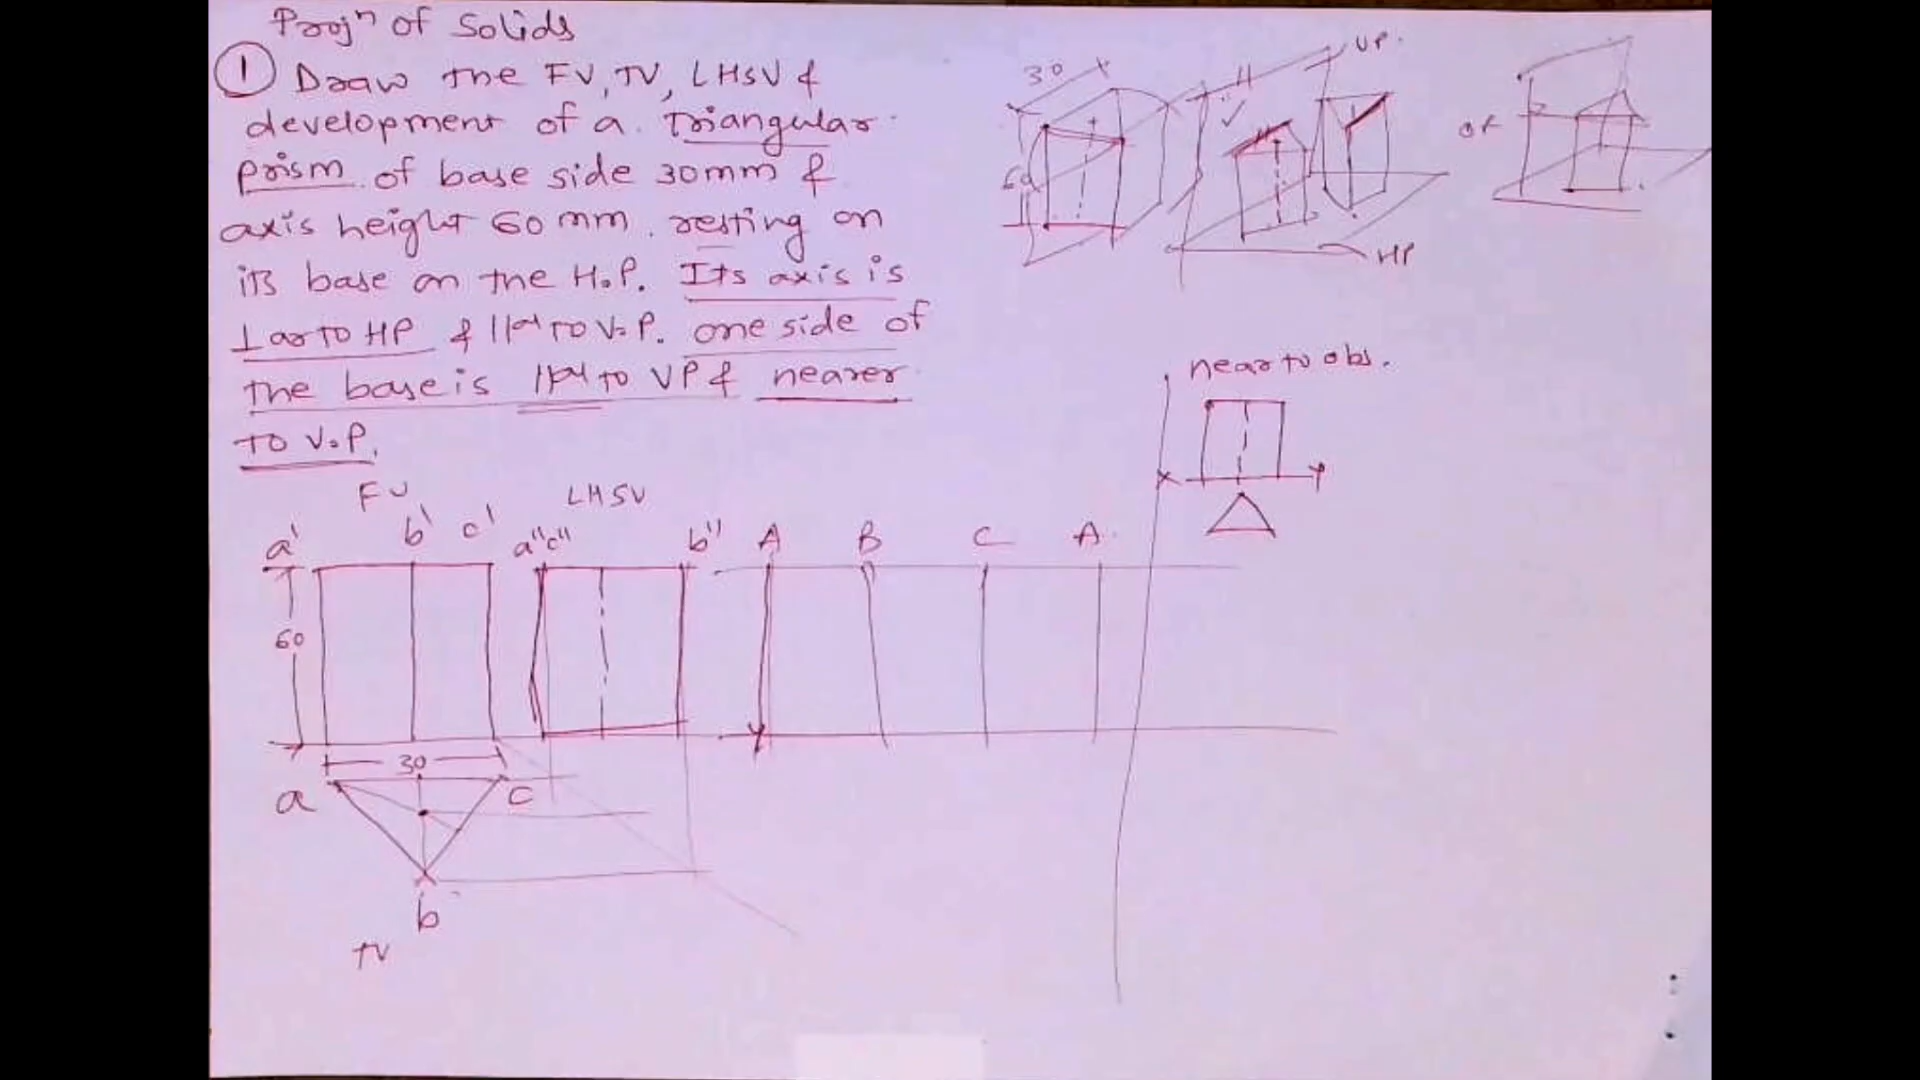 Projⁿ of Solids
① Draw the FV, TV, LHSV &
development of a Triangular
prism of base side 30mm &
axis height 60 mm. resting on
its base on the H.P. Its axis is
⊥ar to HP & ||el to V.P. one side of
the base is ||el to VP & nearer
to V.P.
30
60
VP.
HP
or
near to obs.
X
Y
FV
LHSV
a'
b'
c'
a"c"
b"
A
B
C
A
60
30
a
c
b
TV